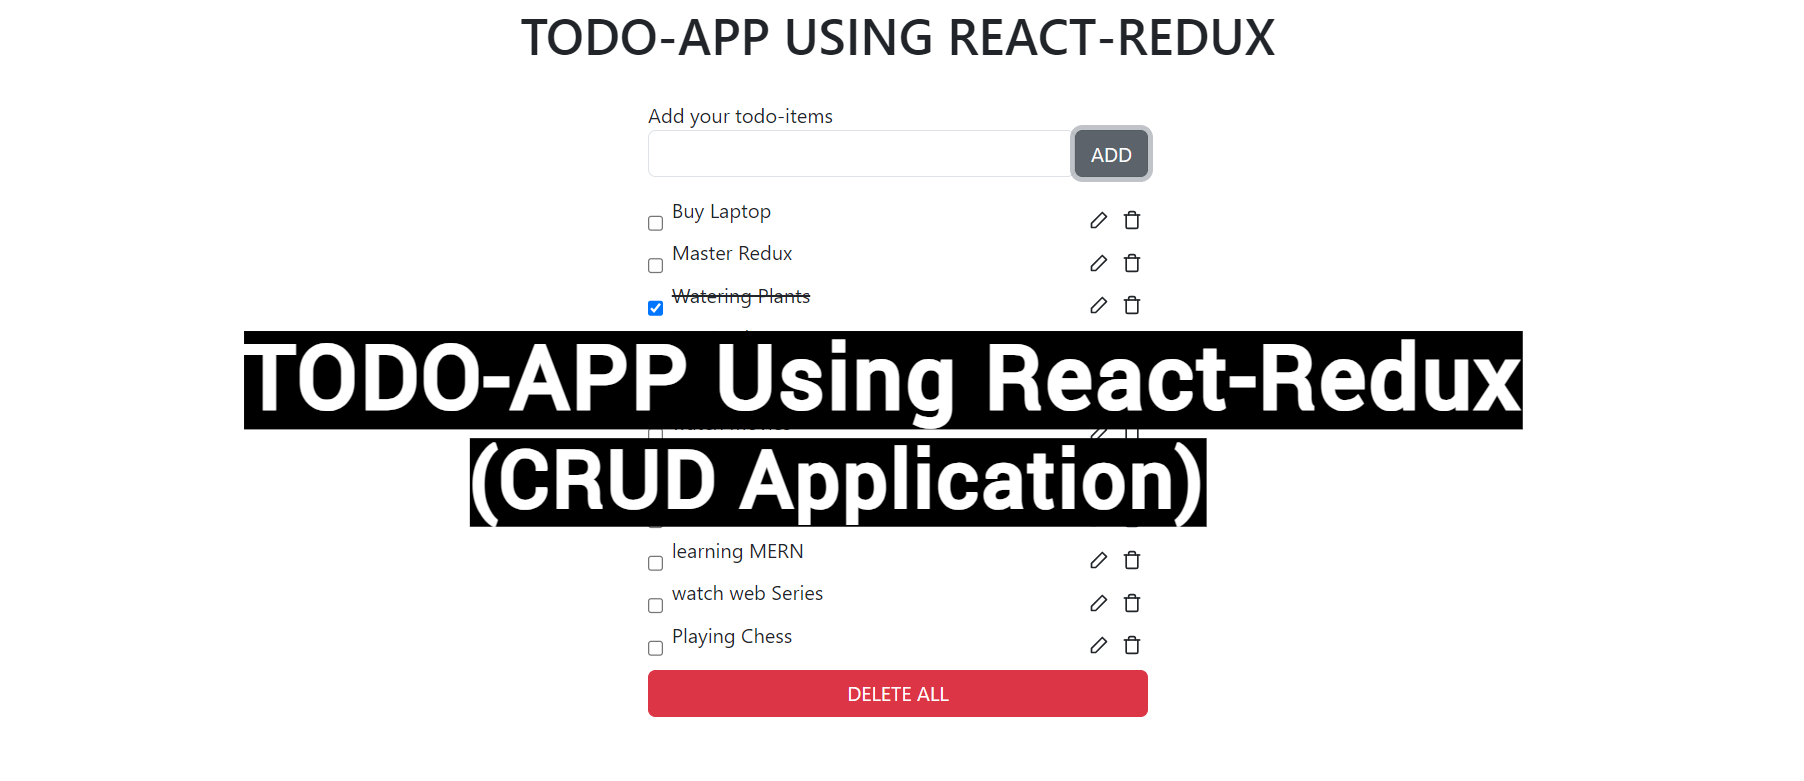 TODO-APP USING REACT-REDUX
Add your todo-items
ADD
Buy Laptop
Master Redux
Watering Plants
TODO-APP Using React-Redux
(CRUD Application)
learning MERN
watch web Series
Playing Chess
DELETE ALL